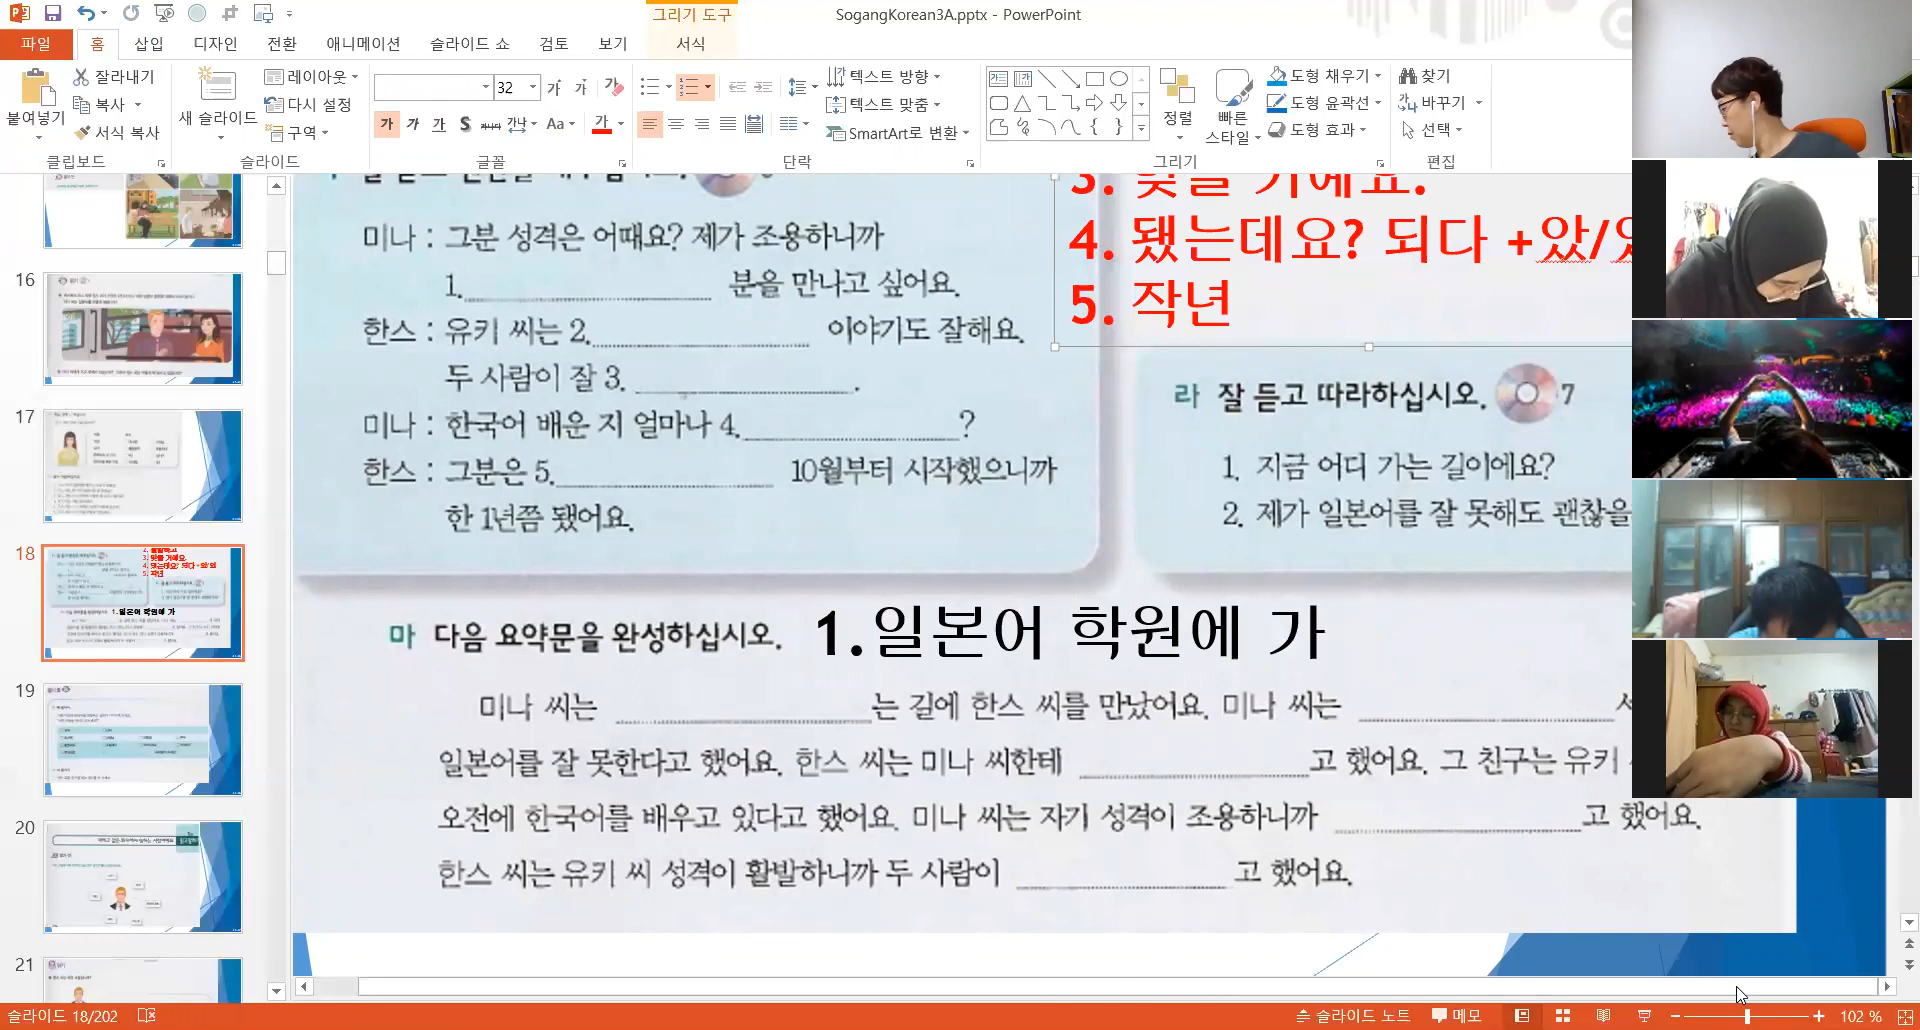 그리기 도구
SogangKorean3A.pptx - PowerPoint
파일 홈 삽입 디자인 전환 애니메이션 슬라이드 쇼 검토 보기 서식
붙여넣기
잘라내기
복사
서식 복사
클립보드
새 슬라이드
레이아웃
다시 설정
구역
슬라이드
32
가 가 가 S 가나다 간나 Aa 가
글꼴
텍스트 방향
텍스트 맞춤
SmartArt로 변환
단락
정렬
빠른 스타일
도형 채우기
도형 윤곽선
도형 효과
그리기
찾기
바꾸기
선택
편집
16
17
18
19
20
21
미나 : 그분 성격은 어때요? 제가 조용하니까
1. 분을 만나고 싶어요.
한스 : 유키 씨는 2. 이야기도 잘해요.
두 사람이 잘 3. .
미나 : 한국어 배운 지 얼마나 4. ?
한스 : 그분은 5. 10월부터 시작했으니까
한 1년쯤 됐어요.
3. 맞을 거예요.
4. 됐는데요? 되다 +았/
5. 작년
라 잘 듣고 따라하십시오. 7
1. 지금 어디 가는 길이에요?
2. 제가 일본어를 잘 못해도 괜찮을
마 다음 요약문을 완성하십시오.
1. 일본어 학원에 가
미나 씨는 는 길에 한스 씨를 만났어요. 미나 씨는
일본어를 잘 못한다고 했어요. 한스 씨는 미나 씨한테 고 했어요. 그 친구는 유키
오전에 한국어를 배우고 있다고 했어요. 미나 씨는 자기 성격이 조용하니까 고 했어요.
한스 씨는 유키 씨 성격이 활발하니까 두 사람이 고 했어요.
슬라이드 18/202
슬라이드 노트
메모
102 %